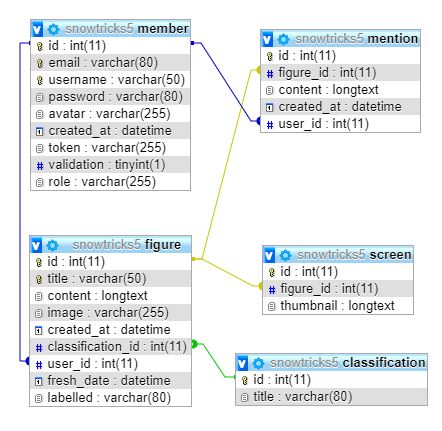 snowtricks5 member
id : int(11)
email : varchar(80)
username : varchar(50)
password : varchar(80)
avatar : varchar(255)
created_at : datetime
token : varchar(255)
validation : tinyint(1)
role : varchar(255)
snowtricks5 mention
id : int(11)
figure_id : int(11)
content : longtext
created_at : datetime
user_id : int(11)
snowtricks5 figure
id : int(11)
title : varchar(50)
content : longtext
image : varchar(255)
created_at : datetime
classification_id : int(11)
user_id : int(11)
fresh_date : datetime
labelled : varchar(80)
snowtricks5 screen
id : int(11)
figure_id : int(11)
thumbnail : longtext
snowtricks5 classification
id : int(11)
title : varchar(80)